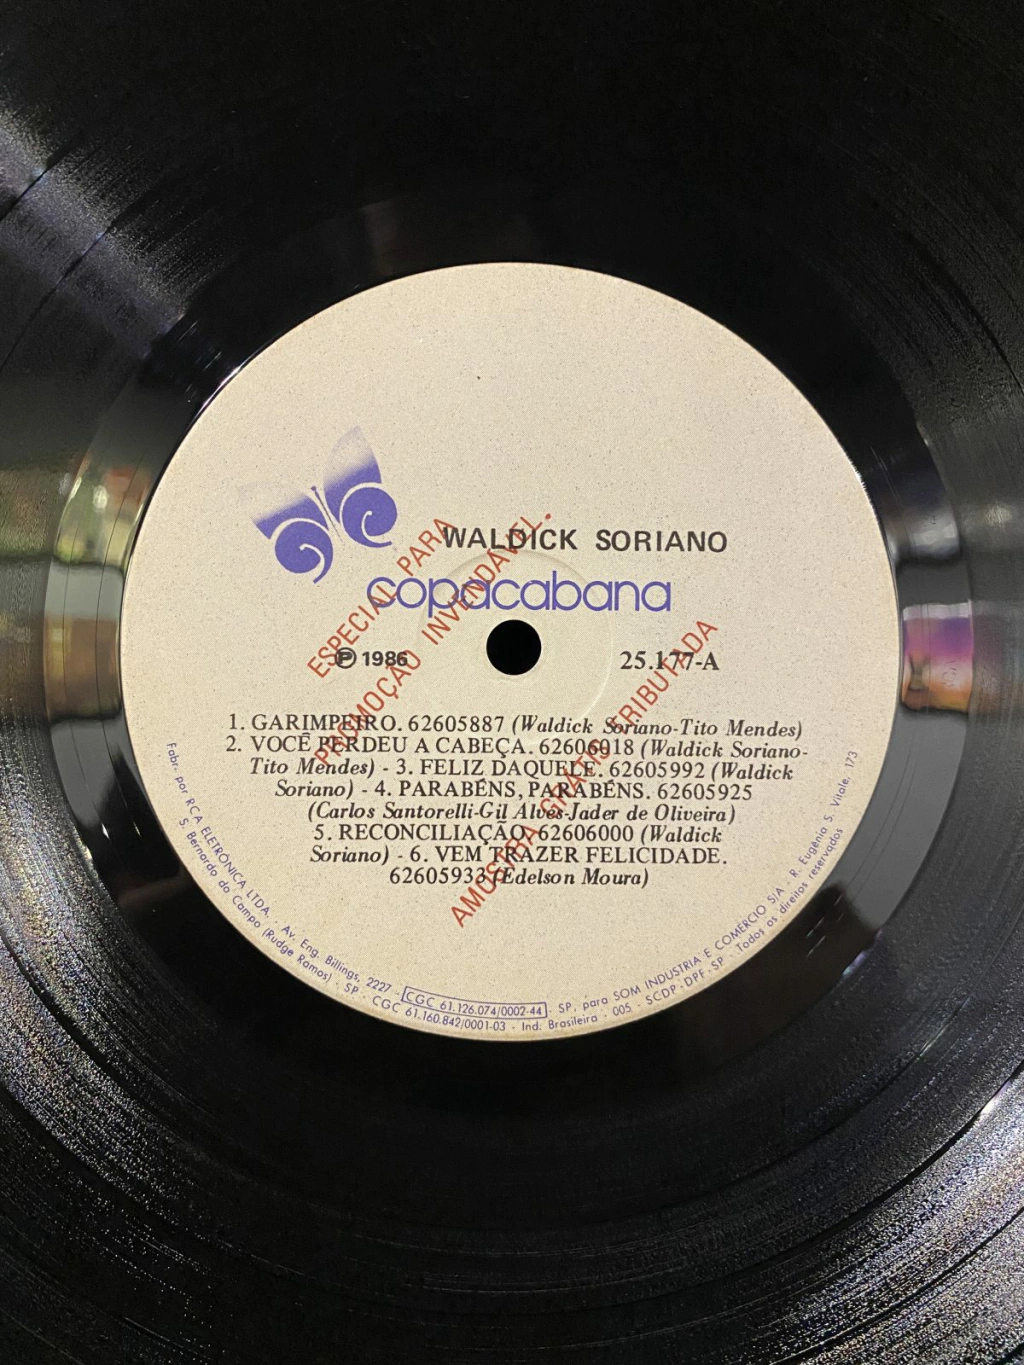 WALDICK SORIANO
copacabana
ESPECIAL PARA
PROMOÇÃO INVENDÁVEL.
AMOSTRA GRÁTIS TRIBUTADA
℗ 1986
25.177-A
1. GARIMPEIRO. 62605887 (Waldick Soriano-Tito Mendes)
2. VOCÊ PERDEU A CABEÇA. 62606018 (Waldick Soriano-
Tito Mendes) - 3. FELIZ DAQUELE. 62605992 (Waldick
Soriano) - 4. PARABÉNS, PARABÉNS. 62605925
(Carlos Santorelli-Gil Alves-Jader de Oliveira)
5. RECONCILIAÇÃO. 62606000 (Waldick
Soriano) - 6. VEM TRAZER FELICIDADE.
62605933 (Edelson Moura)
Fabr. por RCA ELETRÔNICA LTDA. - Av. Eng. Billings, 2227 - CGC 61.126.074/0002-44 - SP, para SOM INDUSTRIA E COMÉRCIO S/A - R. Eugênia S. Vitale, 173
S. Bernardo do Campo (Rudge Ramos) - SP - CGC 61.160.842/0001-03 - Ind. Brasileira - 005 - SCDP-DPF-SP - Todos os direitos reservados